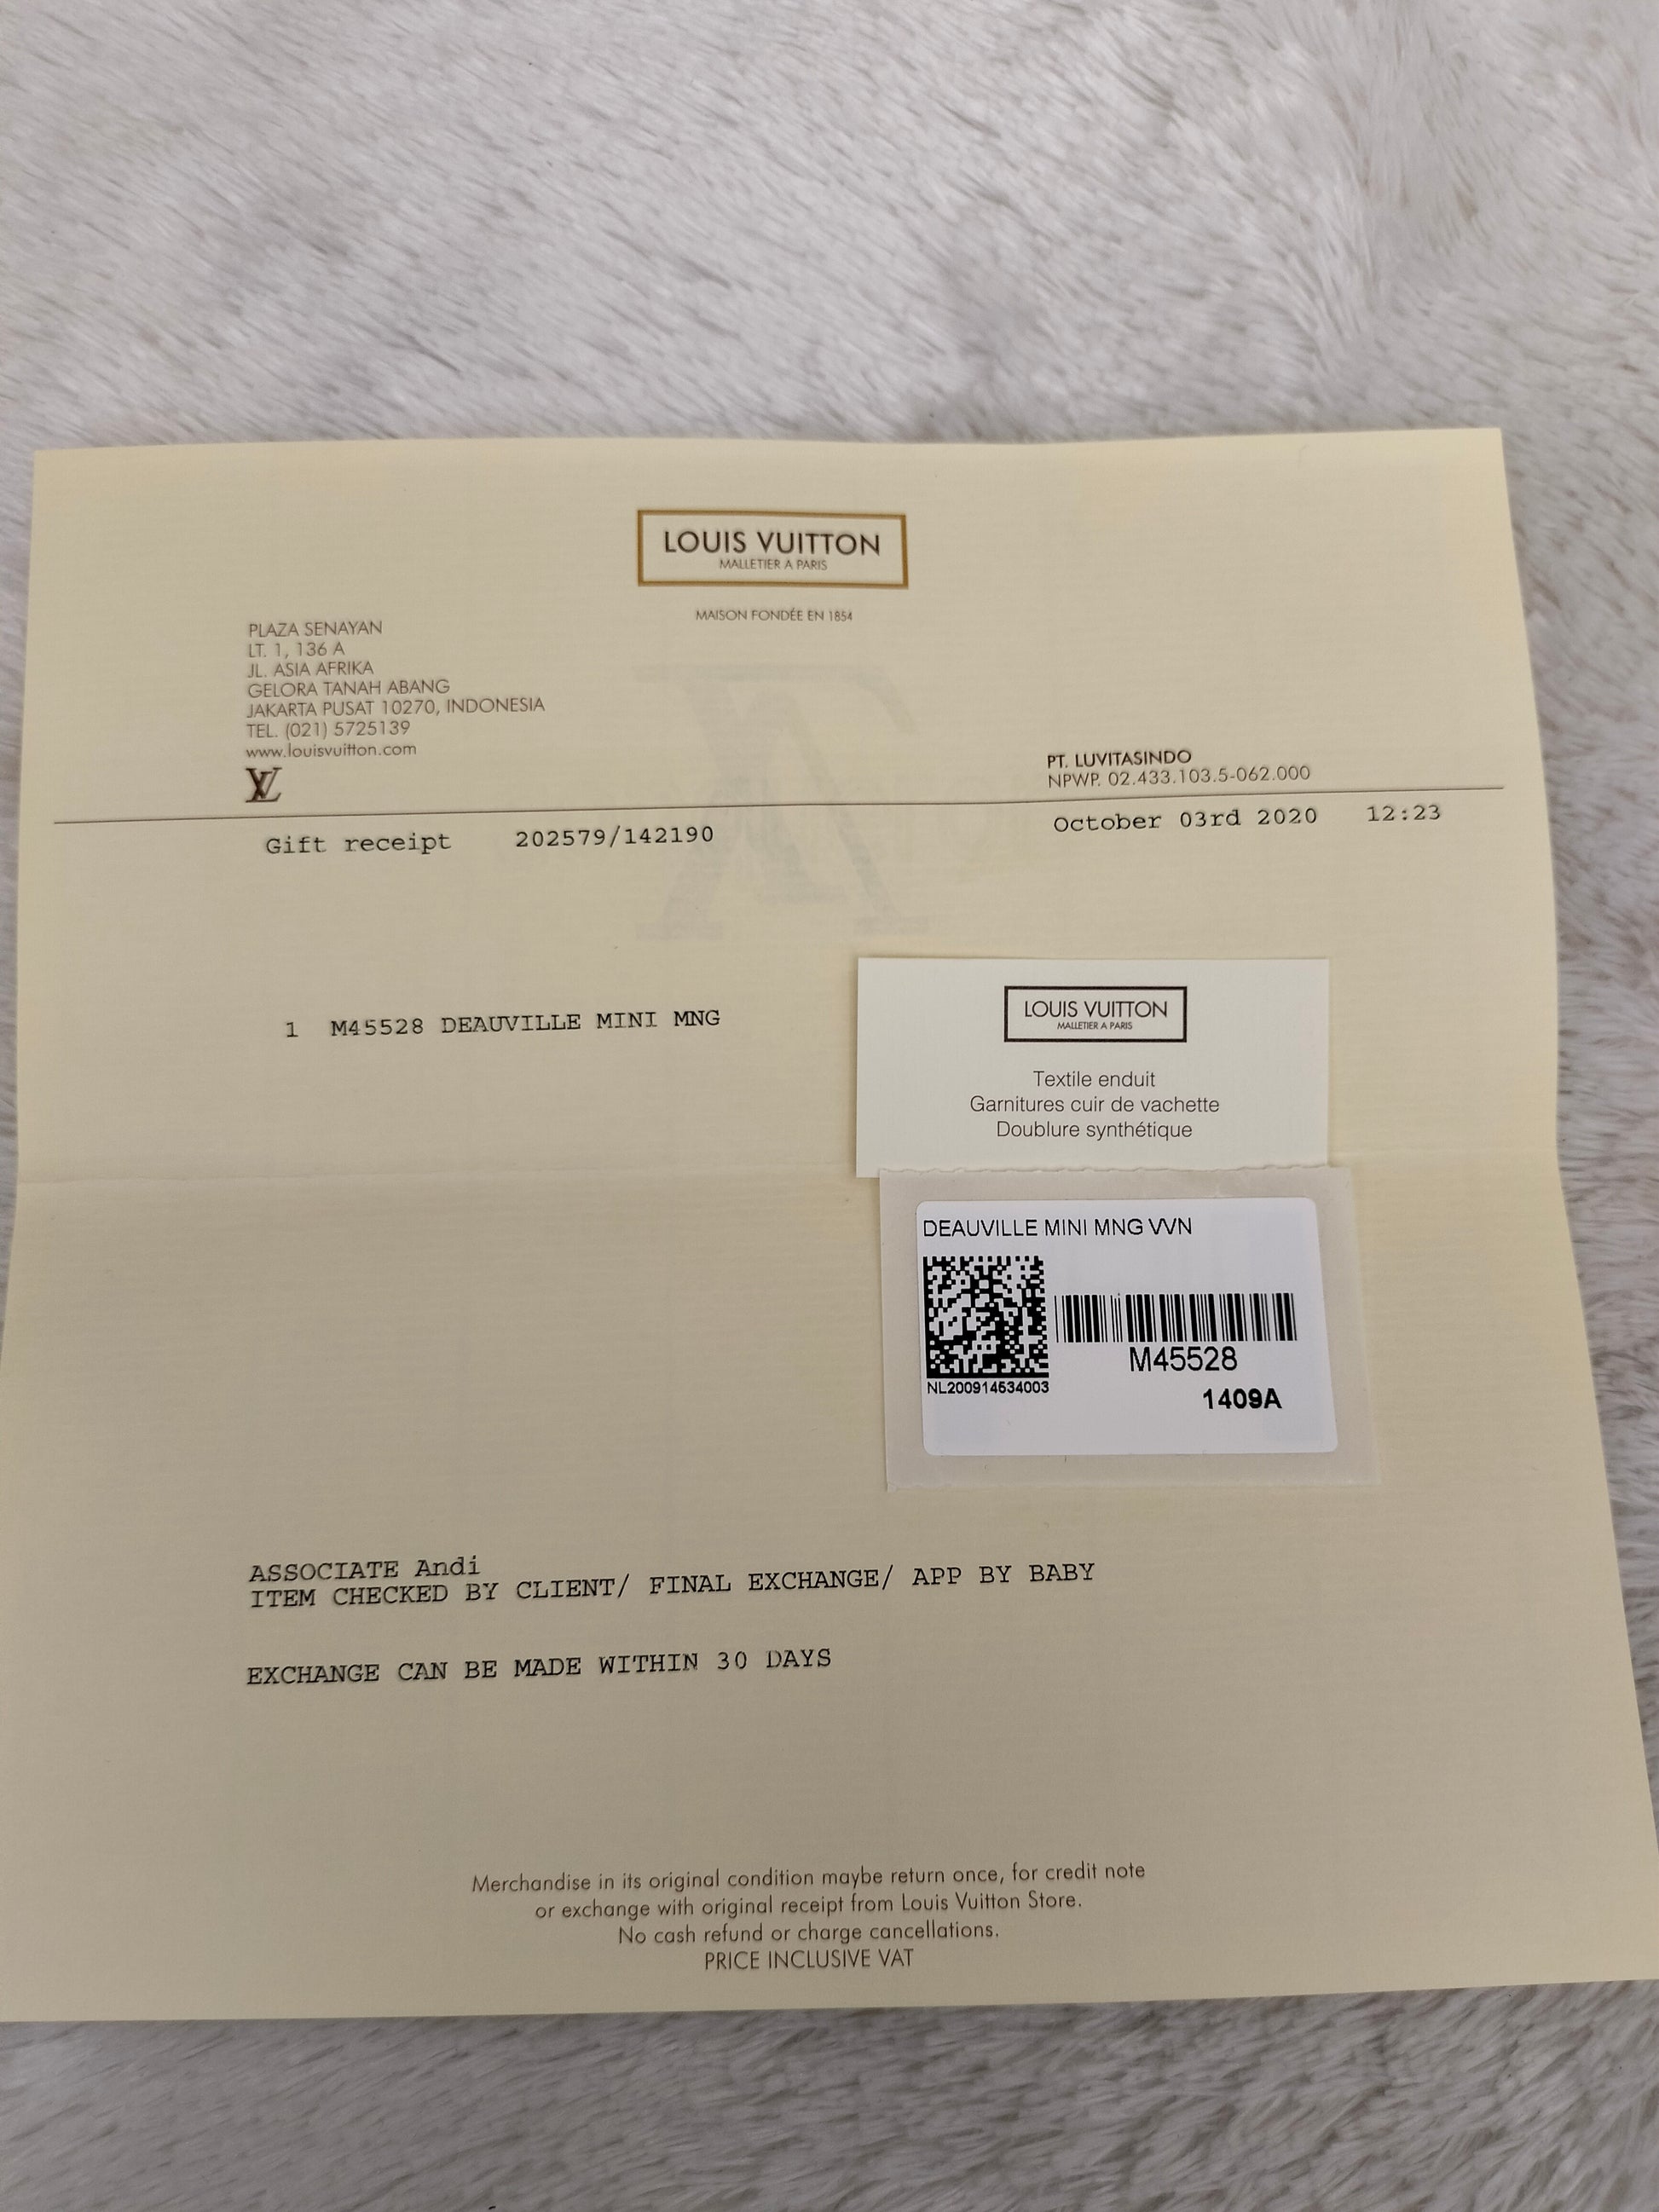 LOUIS VUITTON
MALLETIER A PARIS
MAISON FONDÉE EN 1854
PLAZA SENAYAN
LT. 1, 136 A
JL. ASIA AFRIKA
GELORA TANAH ABANG
JAKARTA PUSAT 10270, INDONESIA
TEL. (021) 5725139
www.louisvuitton.com
LV
PT. LUVITASINDO
NPWP. 02.433.103.5-062.000
Gift receipt 202579/142190 October 03rd 2020 12:23
1 M45528 DEAUVILLE MINI MNG
LOUIS VUITTON
MALLETIER A PARIS
Textile enduit
Garnitures cuir de vachette
Doublure synthétique
DEAUVILLE MINI MNG VVN
M45528
NL200914534003
1409A
ASSOCIATE Andi
ITEM CHECKED BY CLIENT/ FINAL EXCHANGE/ APP BY BABY
EXCHANGE CAN BE MADE WITHIN 30 DAYS
Merchandise in its original condition maybe return once, for credit note
or exchange with original receipt from Louis Vuitton Store.
No cash refund or charge cancellations.
PRICE INCLUSIVE VAT